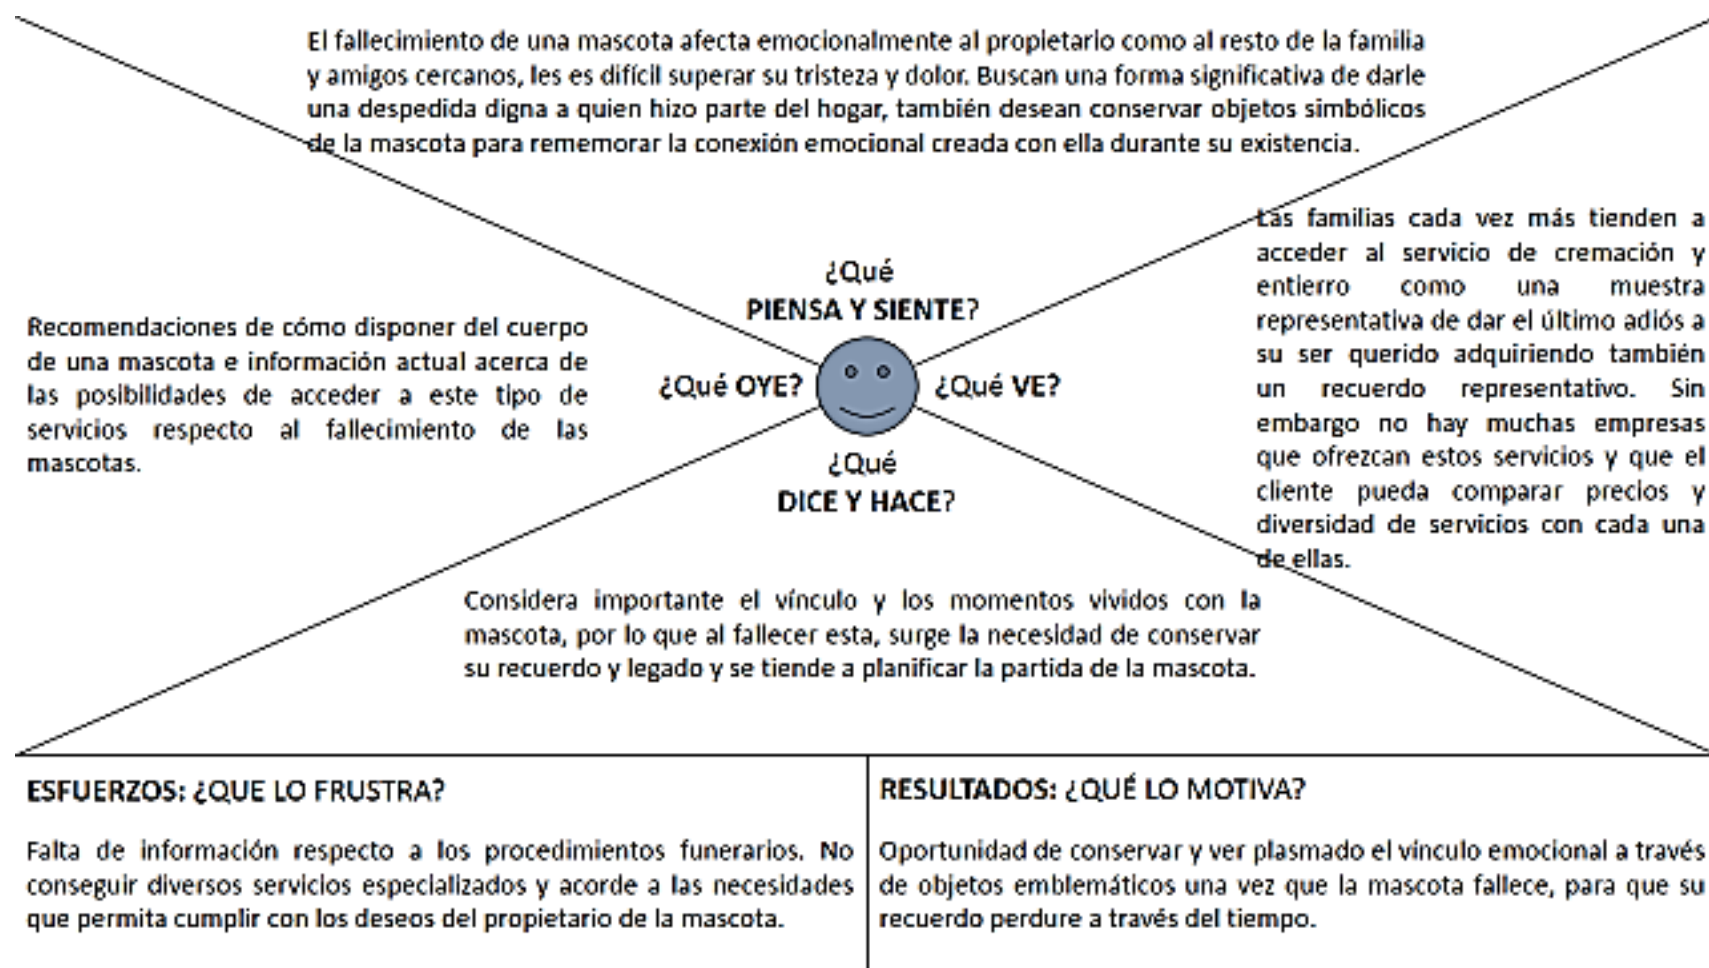 El fallecimiento de una mascota afecta emocionalmente al propietario como al resto de la familia
y amigos cercanos, les es difícil superar su tristeza y dolor. Buscan una forma significativa de darle
una despedida digna a quien hizo parte del hogar, también desean conservar objetos simbólicos
de la mascota para rememorar la conexión emocional creada con ella durante su existencia.
¿Qué
PIENSA Y SIENTE?
Recomendaciones de cómo disponer del cuerpo
de una mascota e información actual acerca de
las posibilidades de acceder a este tipo de
servicios respecto al fallecimiento de las
mascotas.
¿Qué OYE?
¿Qué VE?
Las familias cada vez más tienden a
acceder al servicio de cremación y
entierro como una muestra
representativa de dar el último adiós a
su ser querido adquiriendo también
un recuerdo representativo. Sin
embargo no hay muchas empresas
que ofrezcan estos servicios y que el
cliente pueda comparar precios y
diversidad de servicios con cada una
de ellas.
¿Qué
DICE Y HACE?
Considera importante el vínculo y los momentos vividos con la
mascota, por lo que al fallecer esta, surge la necesidad de conservar
su recuerdo y legado y se tiende a planificar la partida de la mascota.
ESFUERZOS: ¿QUE LO FRUSTRA?
Falta de información respecto a los procedimientos funerarios. No
conseguir diversos servicios especializados y acorde a las necesidades
que permita cumplir con los deseos del propietario de la mascota.
RESULTADOS: ¿QUÉ LO MOTIVA?
Oportunidad de conservar y ver plasmado el vínculo emocional a través
de objetos emblemáticos una vez que la mascota fallece, para que su
recuerdo perdure a través del tiempo.